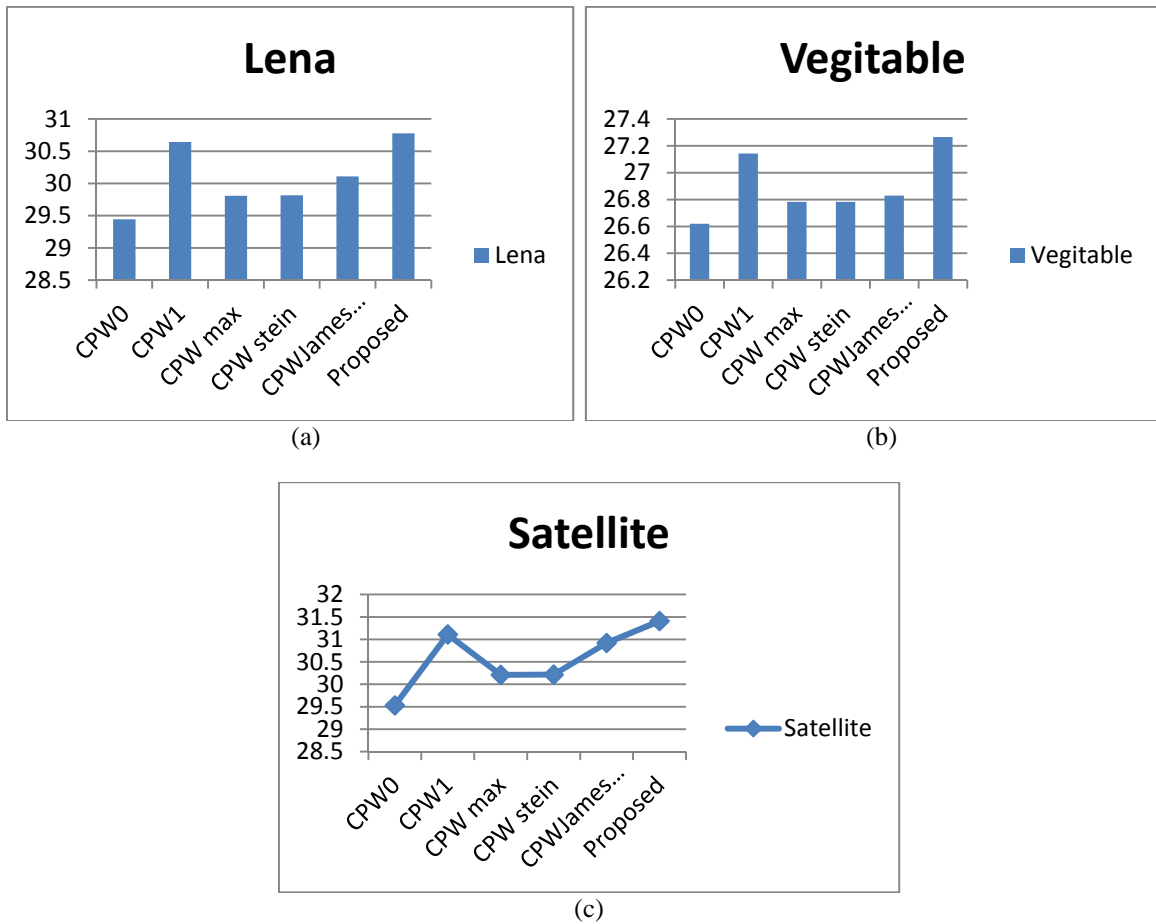 Lena
31
30.5
30
29.5
29
28.5
CPW0
CPW1
CPW max
CPW stein
CPWJames...
Proposed
Lena
(a)
Vegitable
27.4
27.2
27
26.8
26.6
26.4
26.2
CPW0
CPW1
CPW max
CPW stein
CPWJames...
Proposed
Vegitable
(b)
Satellite
32
31.5
31
30.5
30
29.5
29
28.5
CPW0
CPW1
CPW max
CPW stein
CPWJames...
Proposed
Satellite
(c)